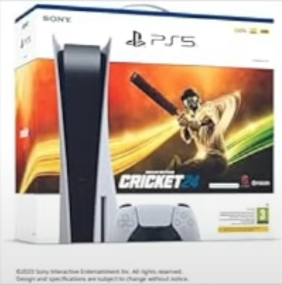 SONY
PS5
CRICKET 24
3
©2023 Sony Interactive Entertainment Inc. All rights reserved.
Design and specifications are subject to change without notice.